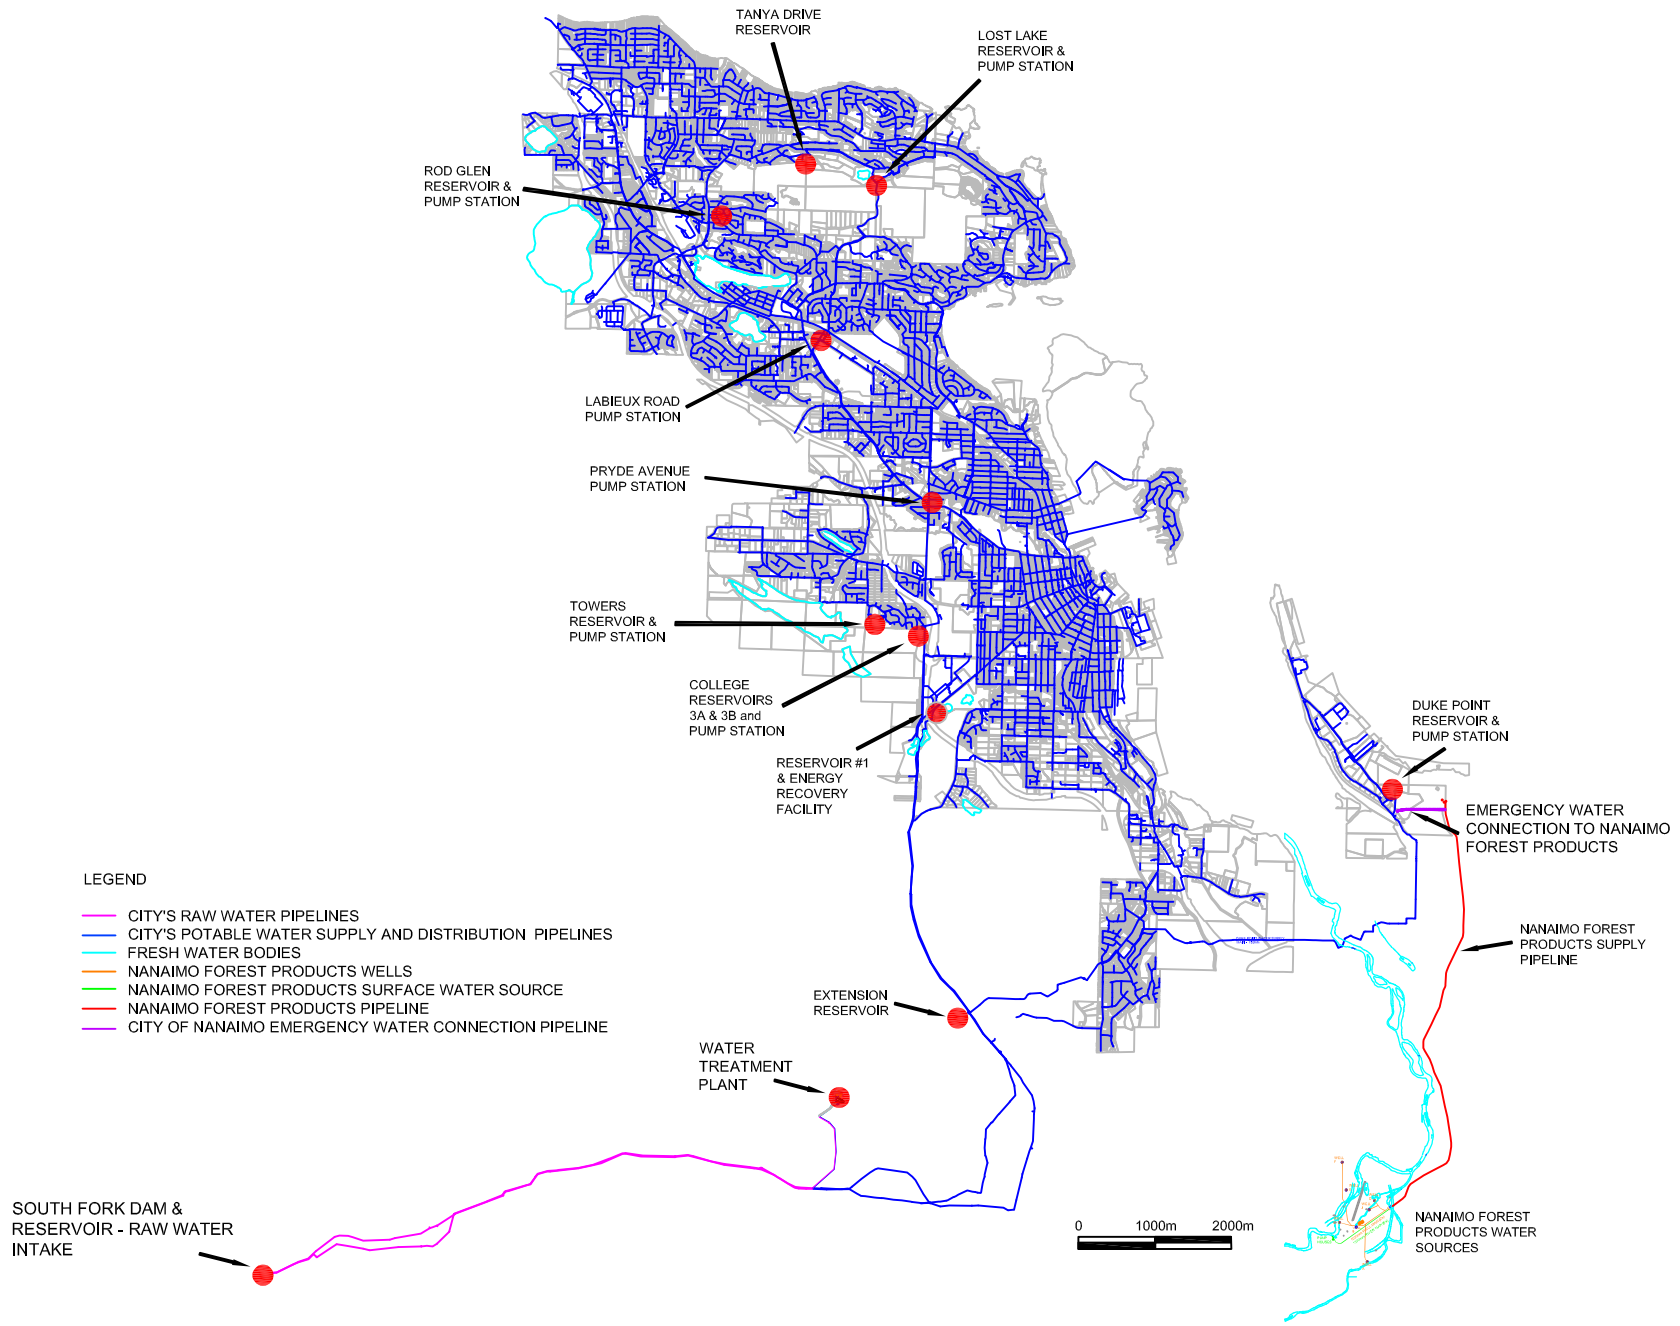 TANYA DRIVE
RESERVOIR
LOST LAKE
RESERVOIR &
PUMP STATION
ROD GLEN
RESERVOIR &
PUMP STATION
LABIEUX ROAD
PUMP STATION
PRYDE AVENUE
PUMP STATION
TOWERS
RESERVOIR &
PUMP STATION
COLLEGE
RESERVOIRS
3A & 3B and
PUMP STATION
RESERVOIR #1
& ENERGY
RECOVERY
FACILITY
DUKE POINT
RESERVOIR &
PUMP STATION
EMERGENCY WATER
CONNECTION TO NANAIMO
FOREST PRODUCTS
LEGEND
CITY'S RAW WATER PIPELINES
CITY'S POTABLE WATER SUPPLY AND DISTRIBUTION PIPELINES
FRESH WATER BODIES
NANAIMO FOREST PRODUCTS WELLS
NANAIMO FOREST PRODUCTS SURFACE WATER SOURCE
NANAIMO FOREST PRODUCTS PIPELINE
CITY OF NANAIMO EMERGENCY WATER CONNECTION PIPELINE
NANAIMO FOREST
PRODUCTS SUPPLY
PIPELINE
EXTENSION
RESERVOIR
WATER
TREATMENT
PLANT
SOUTH FORK DAM &
RESERVOIR - RAW WATER
INTAKE
0 1000m 2000m
NANAIMO FOREST
PRODUCTS WATER
SOURCES